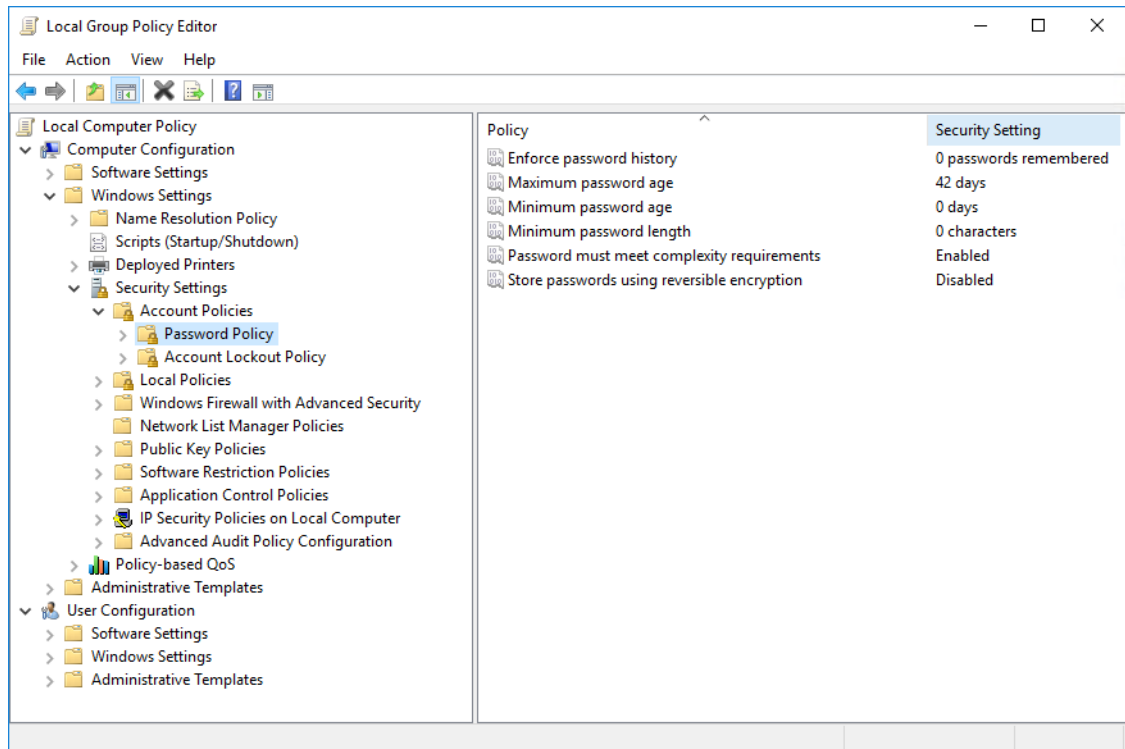 Local Group Policy Editor
File Action View Help
Local Computer Policy
Computer Configuration
Software Settings
Windows Settings
Name Resolution Policy
Scripts (Startup/Shutdown)
Deployed Printers
Security Settings
Account Policies
Password Policy
Account Lockout Policy
Local Policies
Windows Firewall with Advanced Security
Network List Manager Policies
Public Key Policies
Software Restriction Policies
Application Control Policies
IP Security Policies on Local Computer
Advanced Audit Policy Configuration
Policy-based QoS
Administrative Templates
User Configuration
Software Settings
Windows Settings
Administrative Templates
Policy Security Setting
Enforce password history 0 passwords remembered
Maximum password age 42 days
Minimum password age 0 days
Minimum password length 0 characters
Password must meet complexity requirements Enabled
Store passwords using reversible encryption Disabled